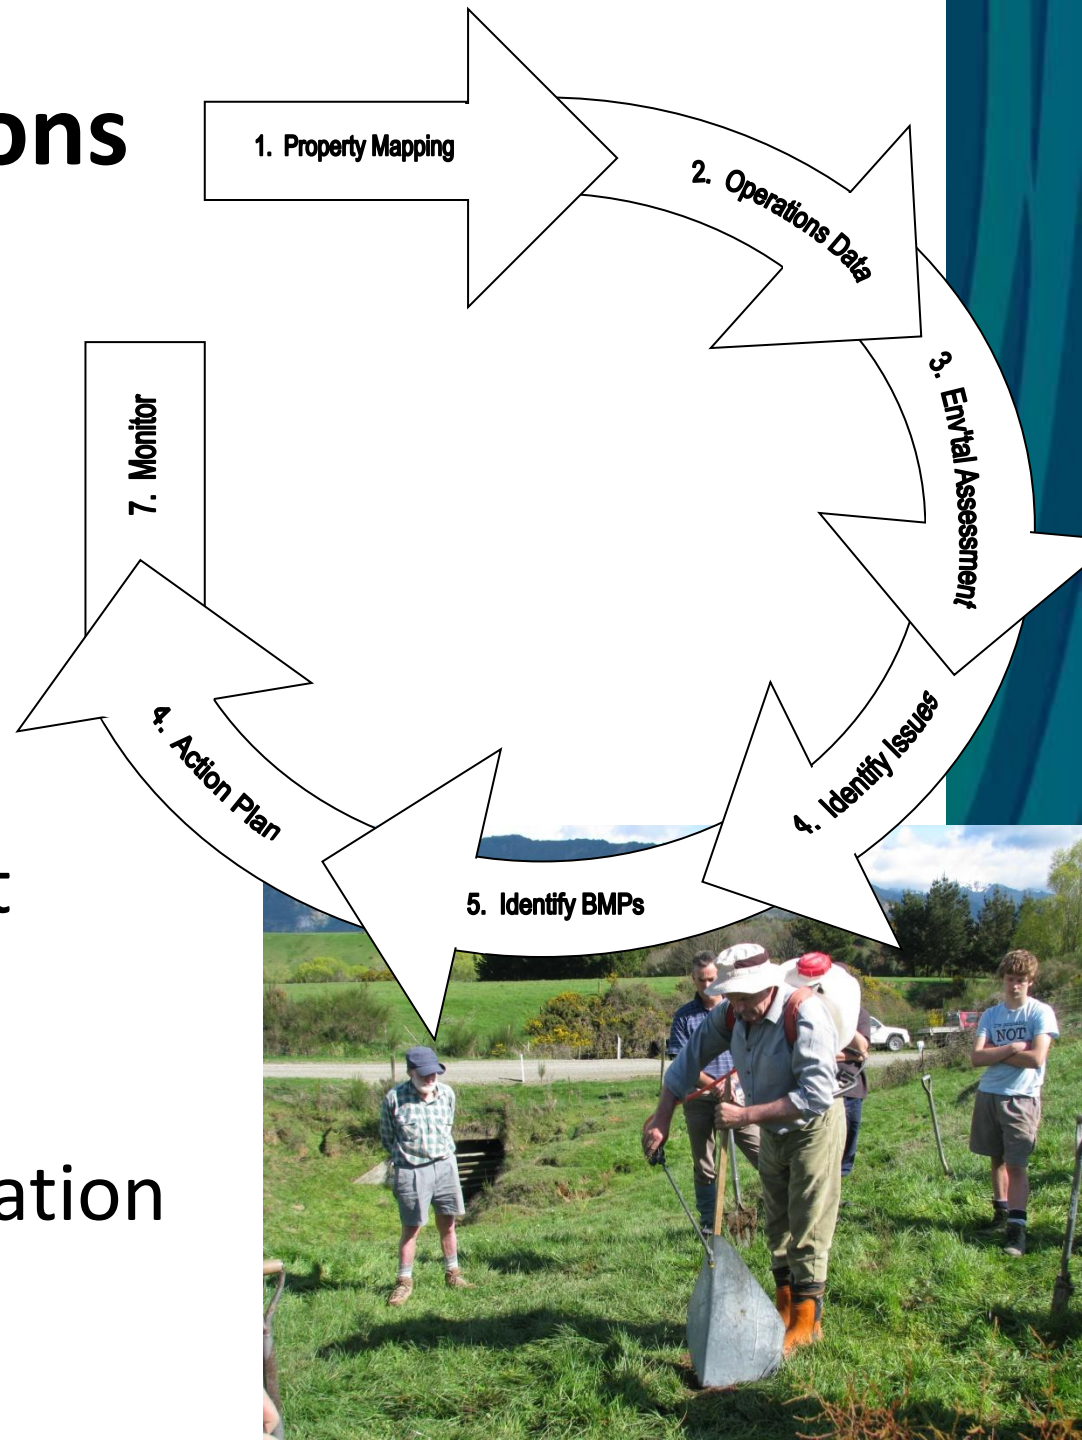 ons
1. Property Mapping
2. Operations Data
3. Env'tal Assessment
4. Identify Issues
5. Identify BMPs
4. Action Plan
7. Monitor
t
ation
NOT